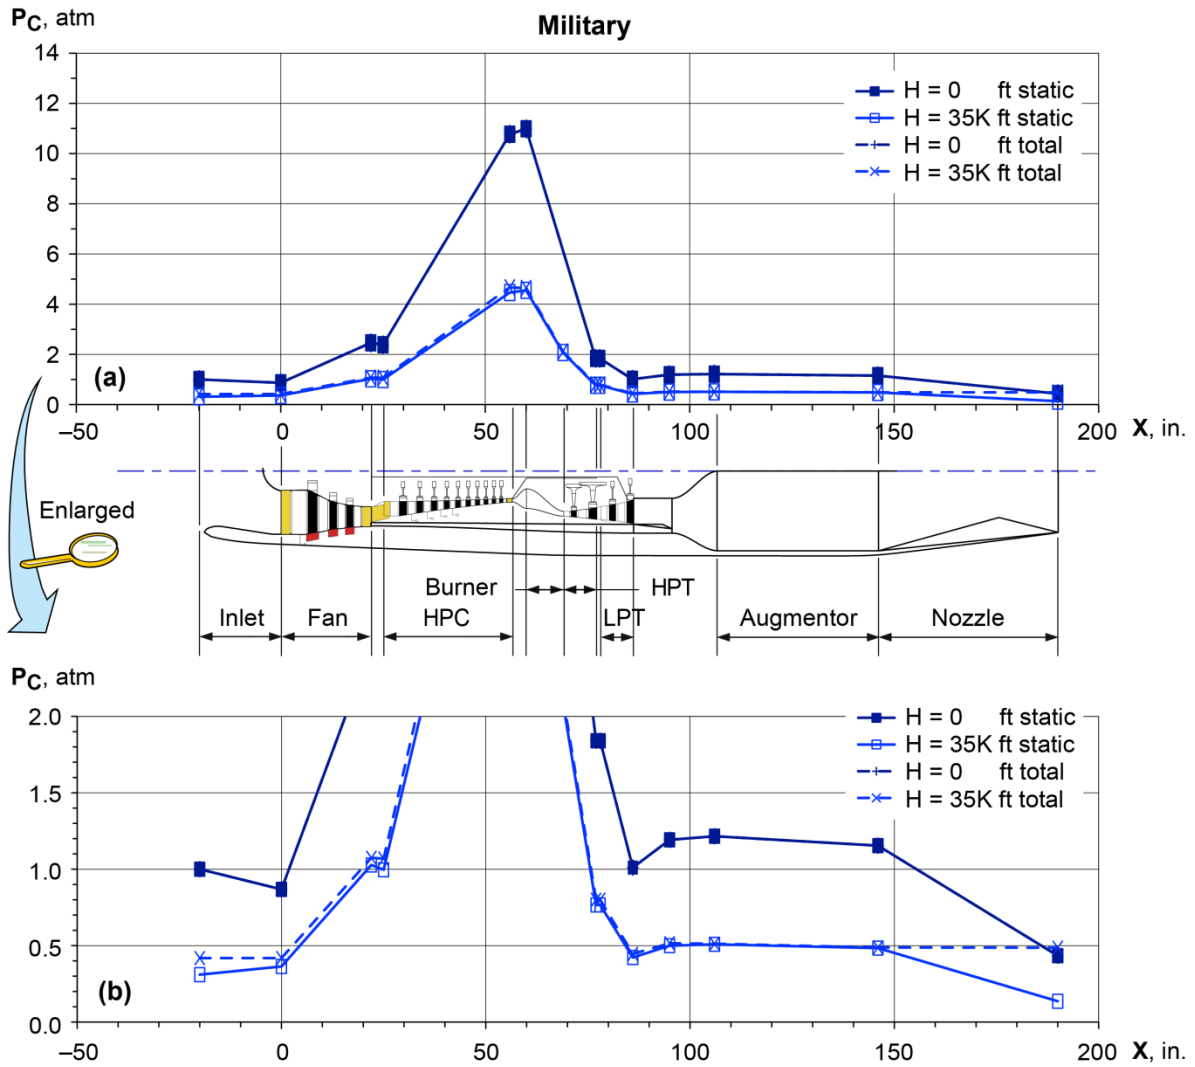 P_C, atm
Military
14
12
10
8
6
4
2
0
H = 0 ft static
H = 35K ft static
H = 0 ft total
H = 35K ft total
(a)
–50 0 50 100 150 200 X, in.
Enlarged
Burner HPT
Inlet Fan HPC LPT Augmentor Nozzle
P_C, atm
2.0
1.5
1.0
0.5
0.0
H = 0 ft static
H = 35K ft static
H = 0 ft total
H = 35K ft total
(b)
–50 0 50 100 150 200 X, in.